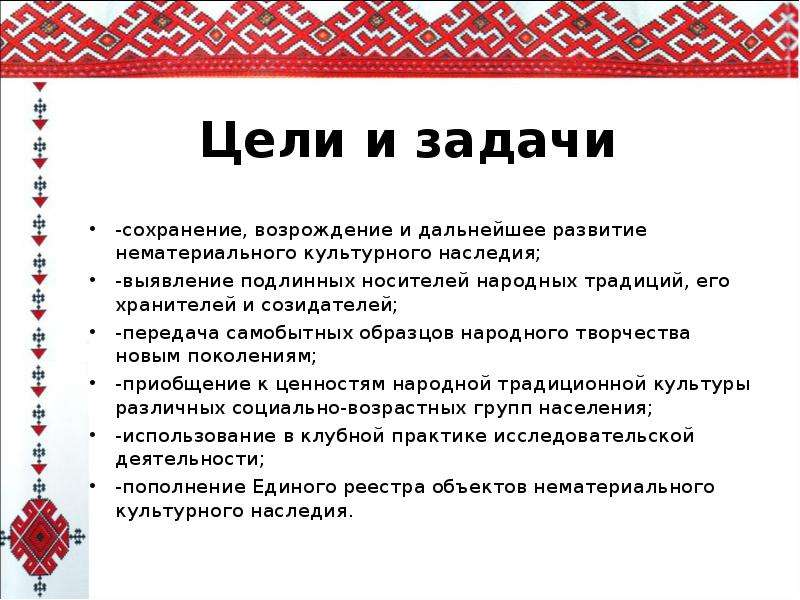 Цели и задачи
• -сохранение, возрождение и дальнейшее развитие
нематериального культурного наследия;
• -выявление подлинных носителей народных традиций, его
хранителей и созидателей;
• -передача самобытных образцов народного творчества
новым поколениям;
• -приобщение к ценностям народной традиционной культуры
различных социально-возрастных групп населения;
• -использование в клубной практике исследовательской
деятельности;
• -пополнение Единого реестра объектов нематериального
культурного наследия.